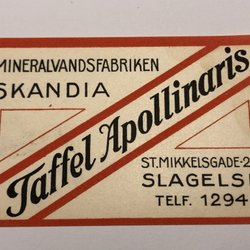 MINERALVANDSFABRIKEN
SKANDIA
Taffel Apollinaris
ST. MIKKELSGADE-2
SLAGELS
TELF. 1294